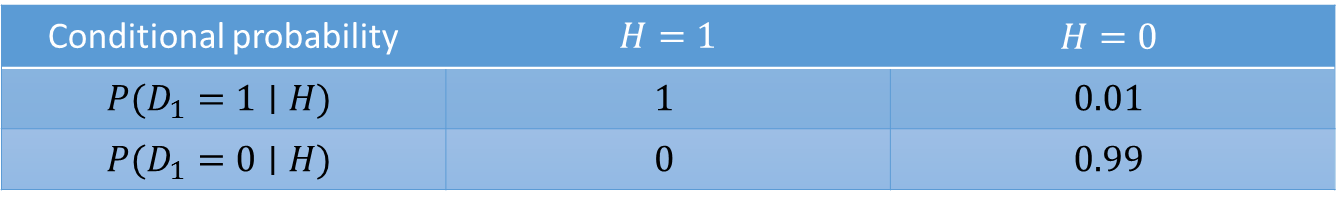 Conditional probability H = 1 H = 0
P(D₁ = 1 | H) 1 0.01
P(D₁ = 0 | H) 0 0.99